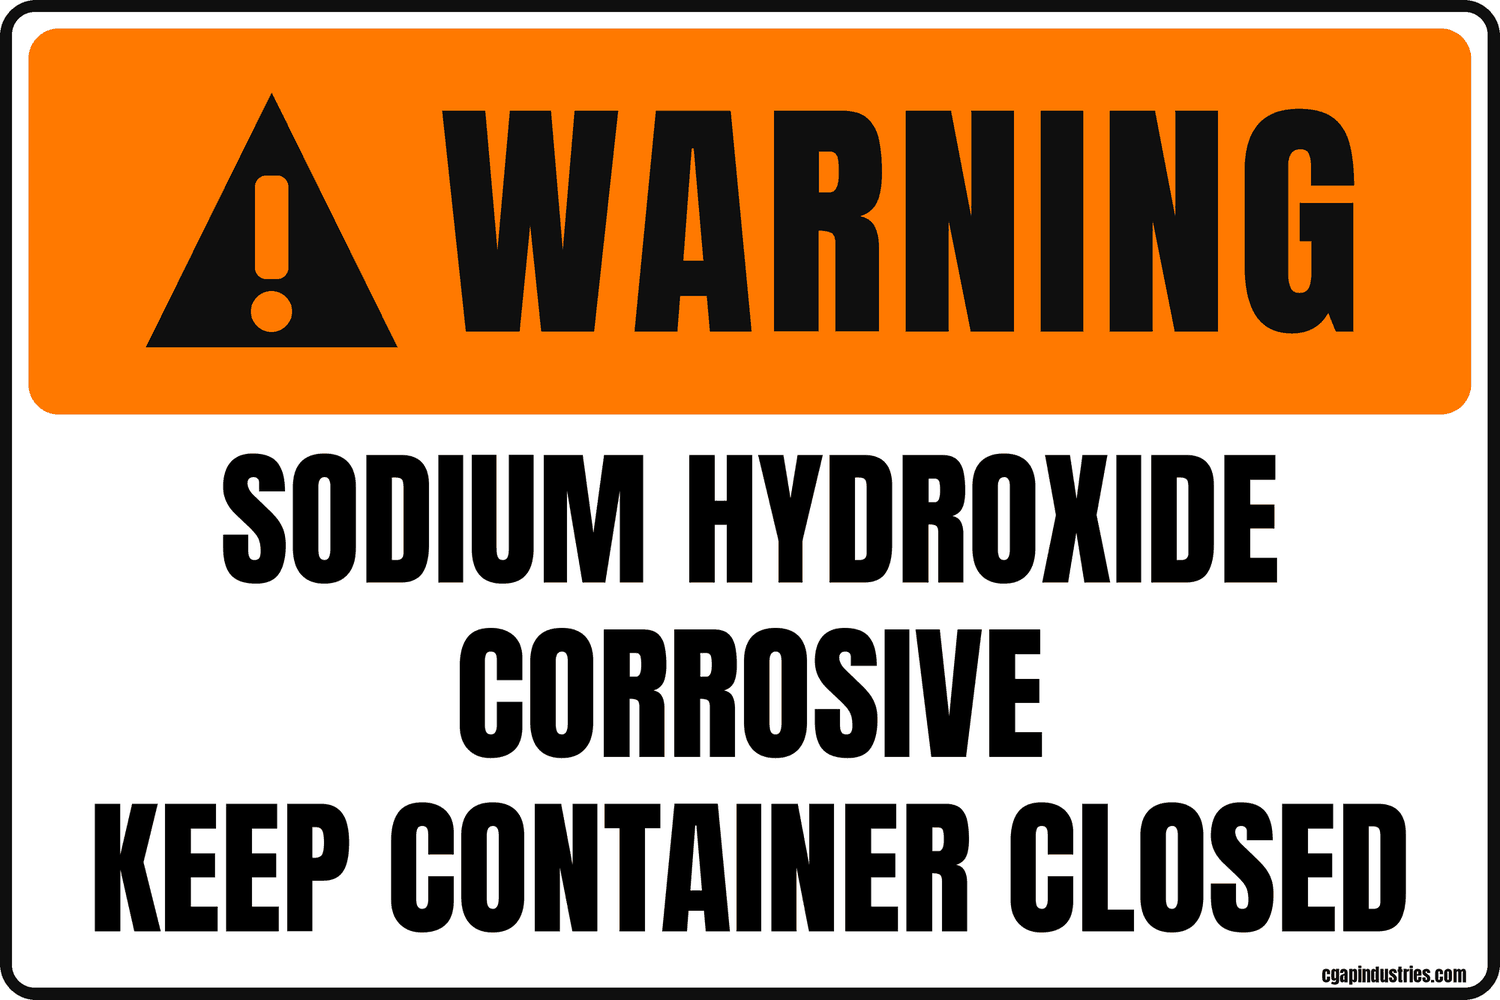 WARNING
SODIUM HYDROXIDE
CORROSIVE
KEEP CONTAINER CLOSED
cgapindustries.com